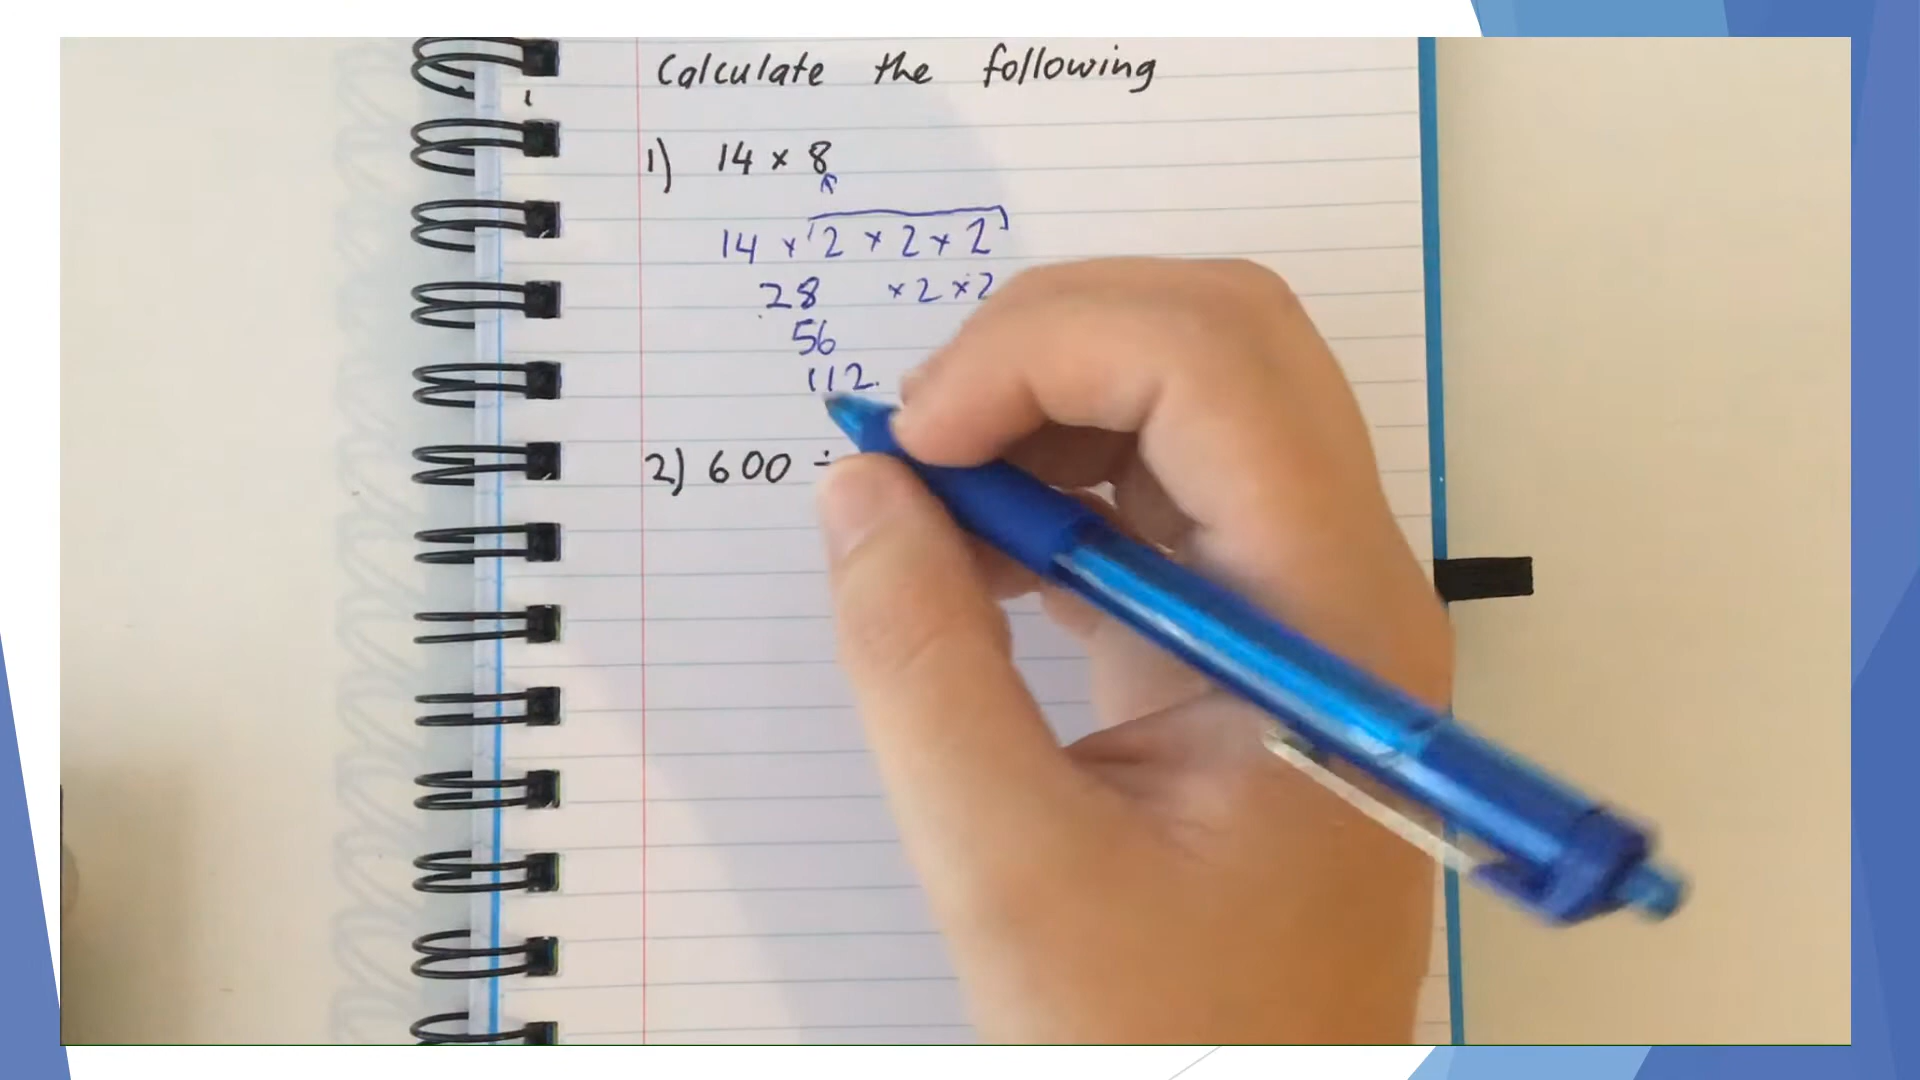 Calculate the following
1) 14 × 8
14 × 2 × 2 × 2
28 × 2 × 2
56
112
2) 600 ÷